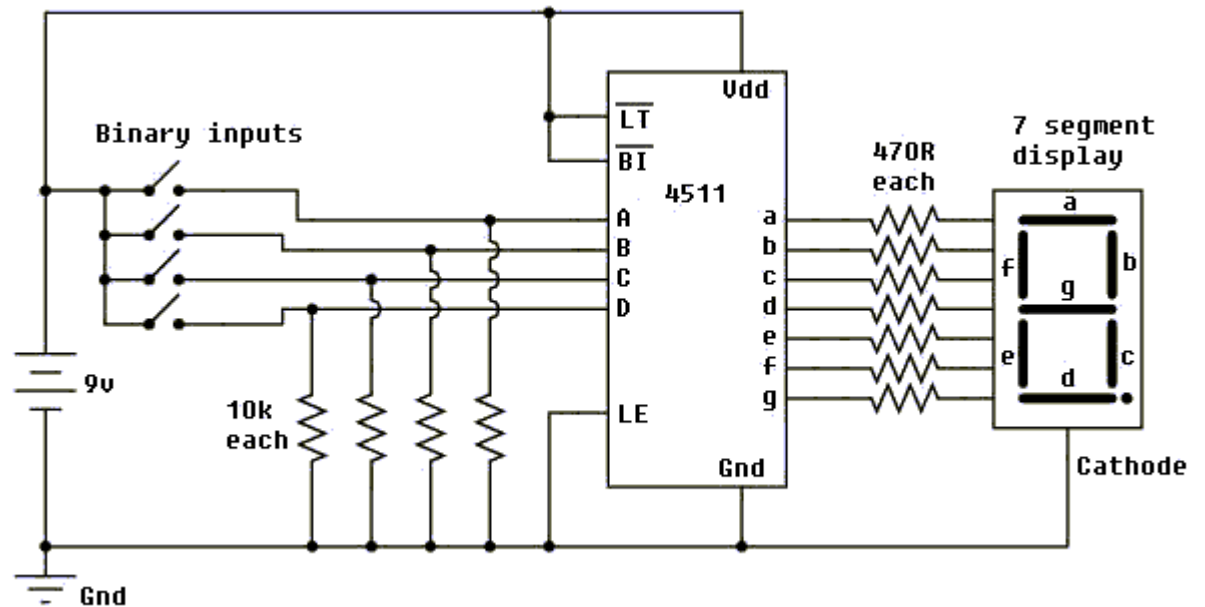 Vdd
LT
BI
4511
Binary inputs
470R
each
7 segment
display
A
B
C
D
a
b
c
d
e
f
g
a
f
b
g
e
c
d
9v
10k
each
LE
Gnd
Cathode
Gnd